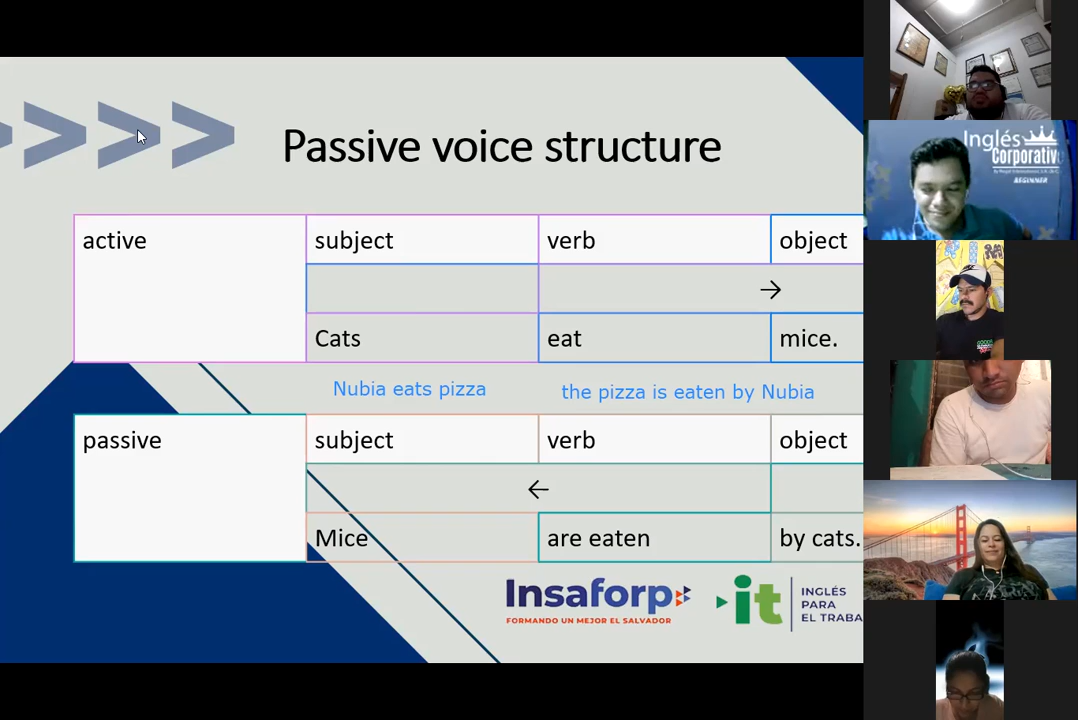 Passive voice structure
active
subject
verb
object
→
Cats
eat
mice.
Nubia eats pizza
the pizza is eaten by Nubia
passive
subject
verb
object
←
Mice
are eaten
by cats.
Insaforp
FORMANDO UN MEJOR EL SALVADOR
it
INGLÉS
PARA
EL TRABA
Inglés
Corporativ
BEGINNER